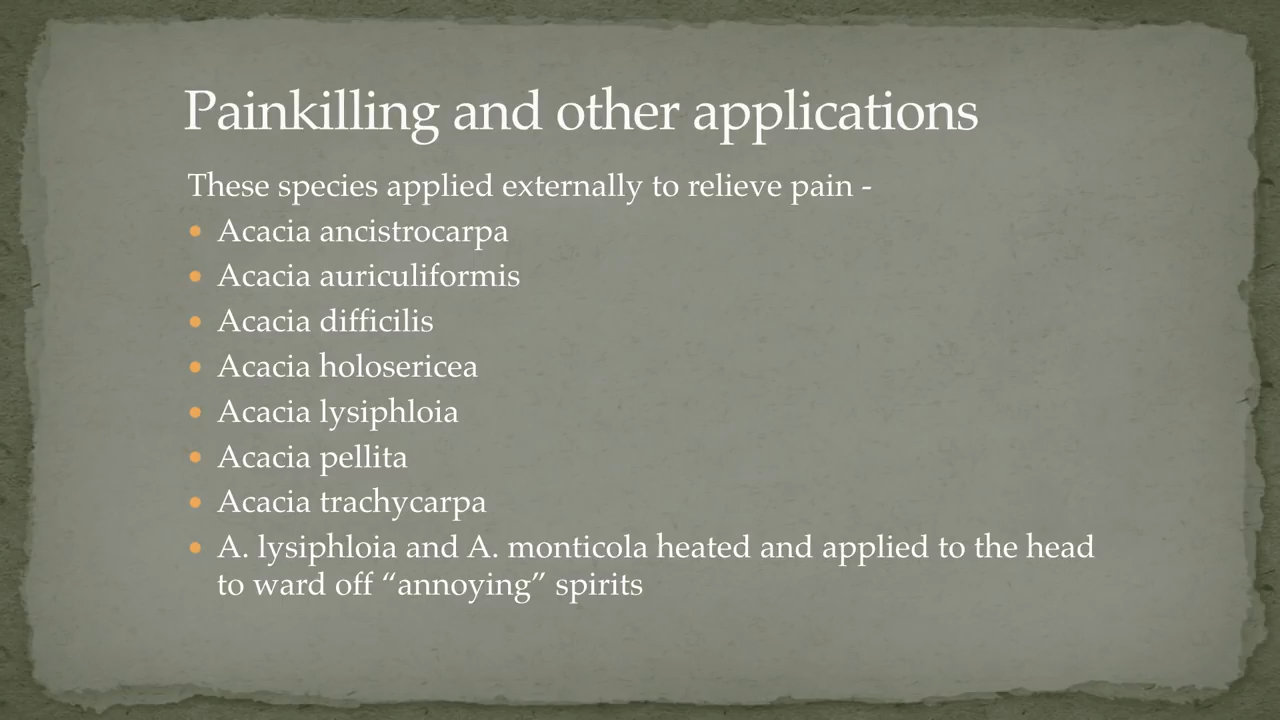 Painkilling and other applications
These species applied externally to relieve pain -
• Acacia ancistrocarpa
• Acacia auriculiformis
• Acacia difficilis
• Acacia holosericea
• Acacia lysiphloia
• Acacia pellita
• Acacia trachycarpa
• A. lysiphloia and A. monticola heated and applied to the head
to ward off “annoying” spirits